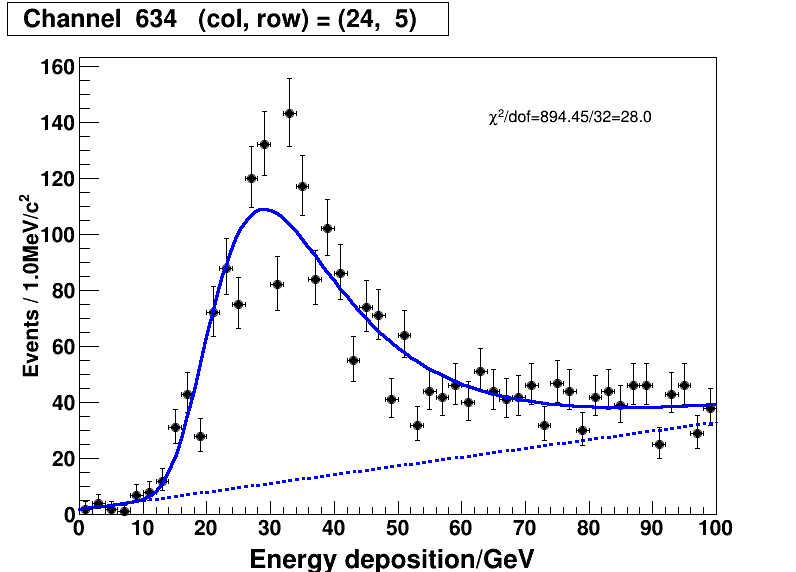 Channel 634 (col, row) = (24, 5)
χ²/dof=894.45/32=28.0
Events / 1.0MeV/c²
160
140
120
100
80
60
40
20
0
0 10 20 30 40 50 60 70 80 90 100
Energy deposition/GeV